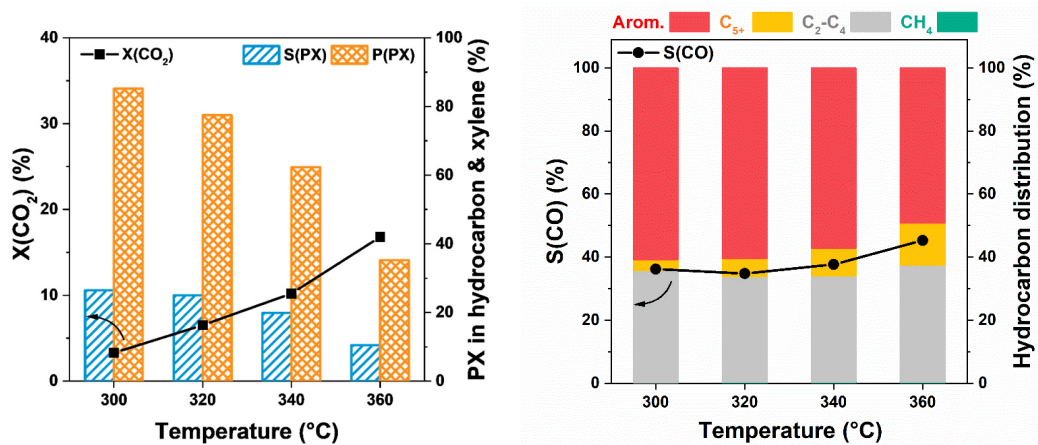 X(CO₂) S(PX) P(PX)
40
30
20
10
0
X(CO₂) (%)
100
80
60
40
20
0
PX in hydrocarbon & xylene (%)
300 320 340 360
Temperature (°C)
Arom. C₅₊ C₂-C₄ CH₄
S(CO)
100
80
60
40
20
0
S(CO) (%)
100
80
60
40
20
0
Hydrocarbon distribution (%)
300 320 340 360
Temperature (°C)